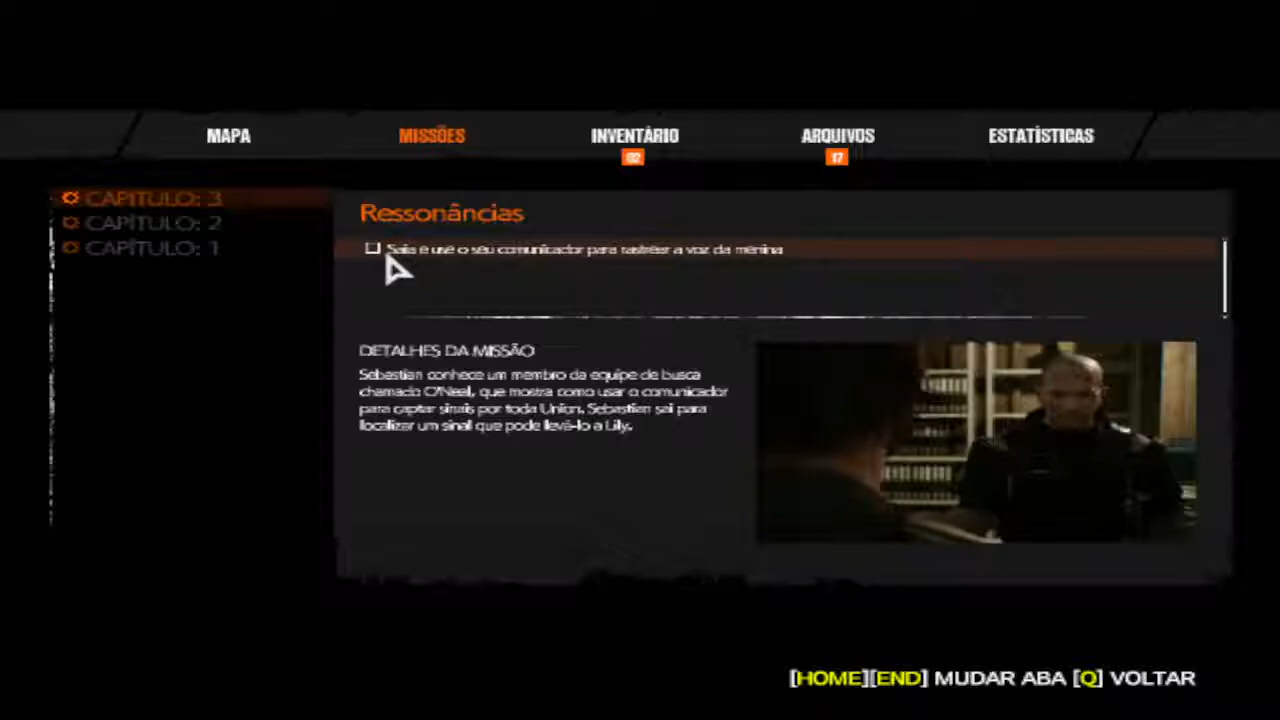 MAPA
MISSÕES
INVENTÁRIO
ARQUIVOS
ESTATÍSTICAS
02
17
CAPÍTULO: 3
CAPÍTULO: 2
CAPÍTULO: 1
Ressonâncias
Saia e use o seu comunicador para rastrear a voz da menina
DETALHES DA MISSÃO
Sebastian conhece um membro da equipe de busca
chamado O'Neal, que mostra como usar o comunicador
para captar sinais por toda Union. Sebastian sai para
localizar um sinal que pode levá-lo a Lily.
[HOME][END] MUDAR ABA [Q] VOLTAR